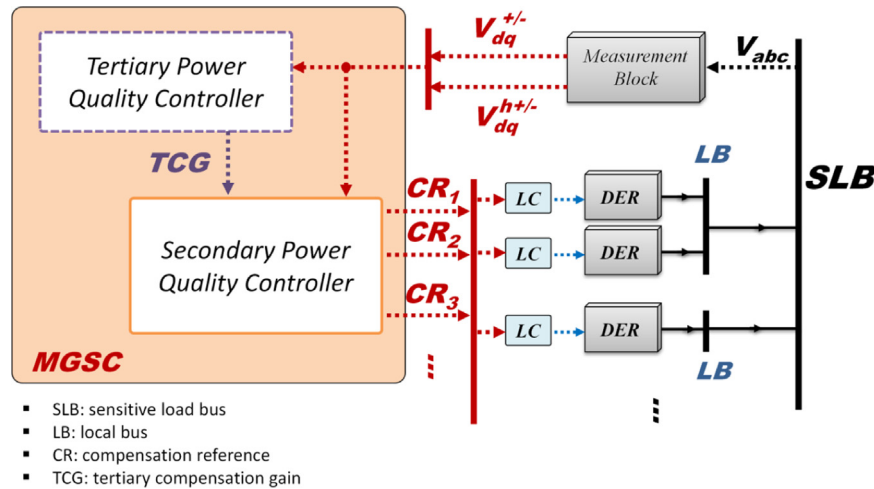 Tertiary Power
Quality Controller
TCG
Secondary Power
Quality Controller
MGSC
V_dq^+/-
V_dq^h+/-
Measurement
Block
V_abc
SLB
CR_1
CR_2
CR_3
LC
DER
LC
DER
LC
DER
LB
LB
...
...
▪ SLB: sensitive load bus
▪ LB: local bus
▪ CR: compensation reference
▪ TCG: tertiary compensation gain